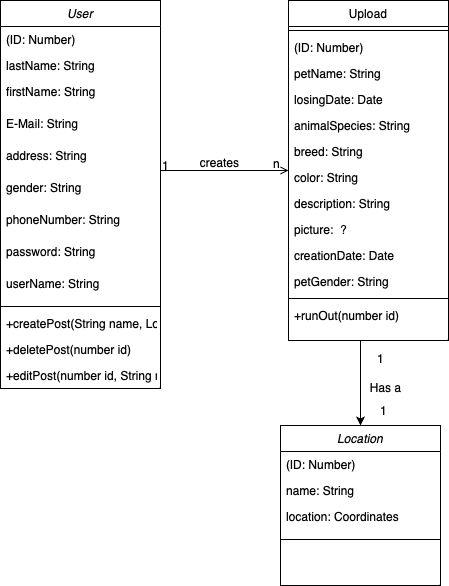 User
(ID: Number)
lastName: String
firstName: String
E-Mail: String
address: String
gender: String
phoneNumber: String
password: String
userName: String
+createPost(String name, Lo
+deletePost(number id)
+editPost(number id, String
1
creates
n
Upload
(ID: Number)
petName: String
losingDate: Date
animalSpecies: String
breed: String
color: String
description: String
picture: ?
creationDate: Date
petGender: String
+runOut(number id)
1
Has a
1
Location
(ID: Number)
name: String
location: Coordinates